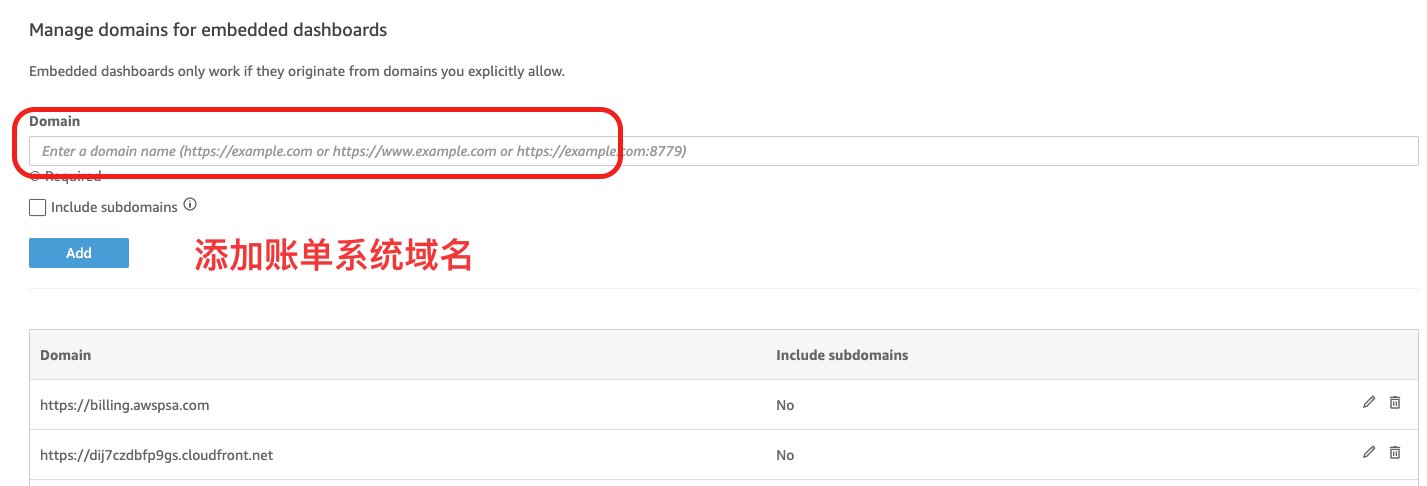 Manage domains for embedded dashboards
Embedded dashboards only work if they originate from domains you explicitly allow.
Domain
Enter a domain name (https://example.com or https://www.example.com or https://example.com:8779)
Required
Include subdomains
Add
添加账单系统域名
Domain Include subdomains
https://billing.awspsa.com No
https://dij7czdbfp9gs.cloudfront.net No